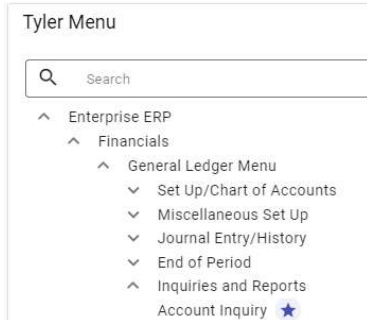 Tyler Menu
Search
Enterprise ERP
Financials
General Ledger Menu
Set Up/Chart of Accounts
Miscellaneous Set Up
Journal Entry/History
End of Period
Inquiries and Reports
Account Inquiry